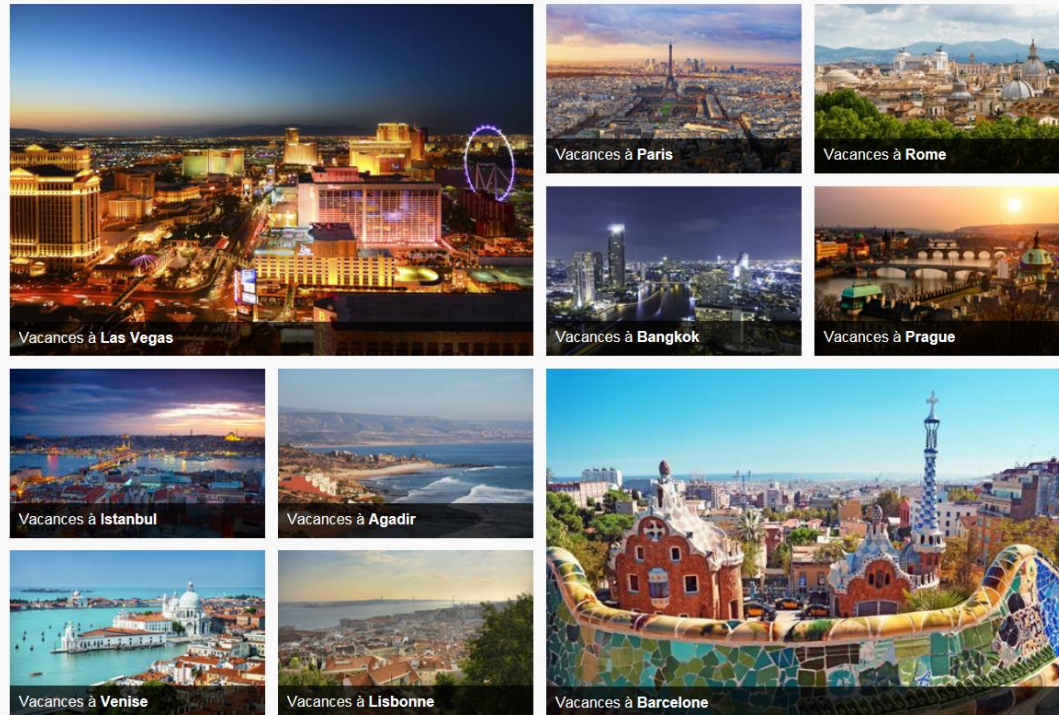 Vacances à Las Vegas
Vacances à Paris
Vacances à Rome
Vacances à Bangkok
Vacances à Prague
Vacances à Istanbul
Vacances à Agadir
Vacances à Barcelone
Vacances à Venise
Vacances à Lisbonne